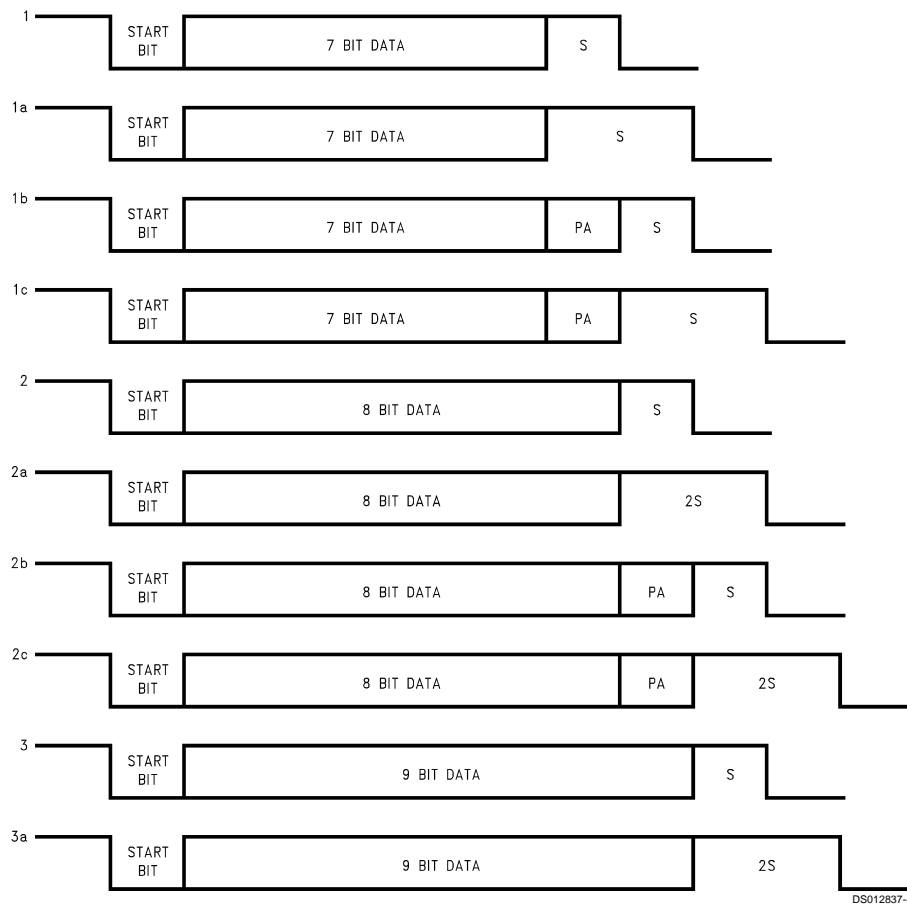 1
START
BIT
7 BIT DATA
S
1a
START
BIT
7 BIT DATA
S
1b
START
BIT
7 BIT DATA
PA
S
1c
START
BIT
7 BIT DATA
PA
S
2
START
BIT
8 BIT DATA
S
2a
START
BIT
8 BIT DATA
2S
2b
START
BIT
8 BIT DATA
PA
S
2c
START
BIT
8 BIT DATA
PA
2S
3
START
BIT
9 BIT DATA
S
3a
START
BIT
9 BIT DATA
2S